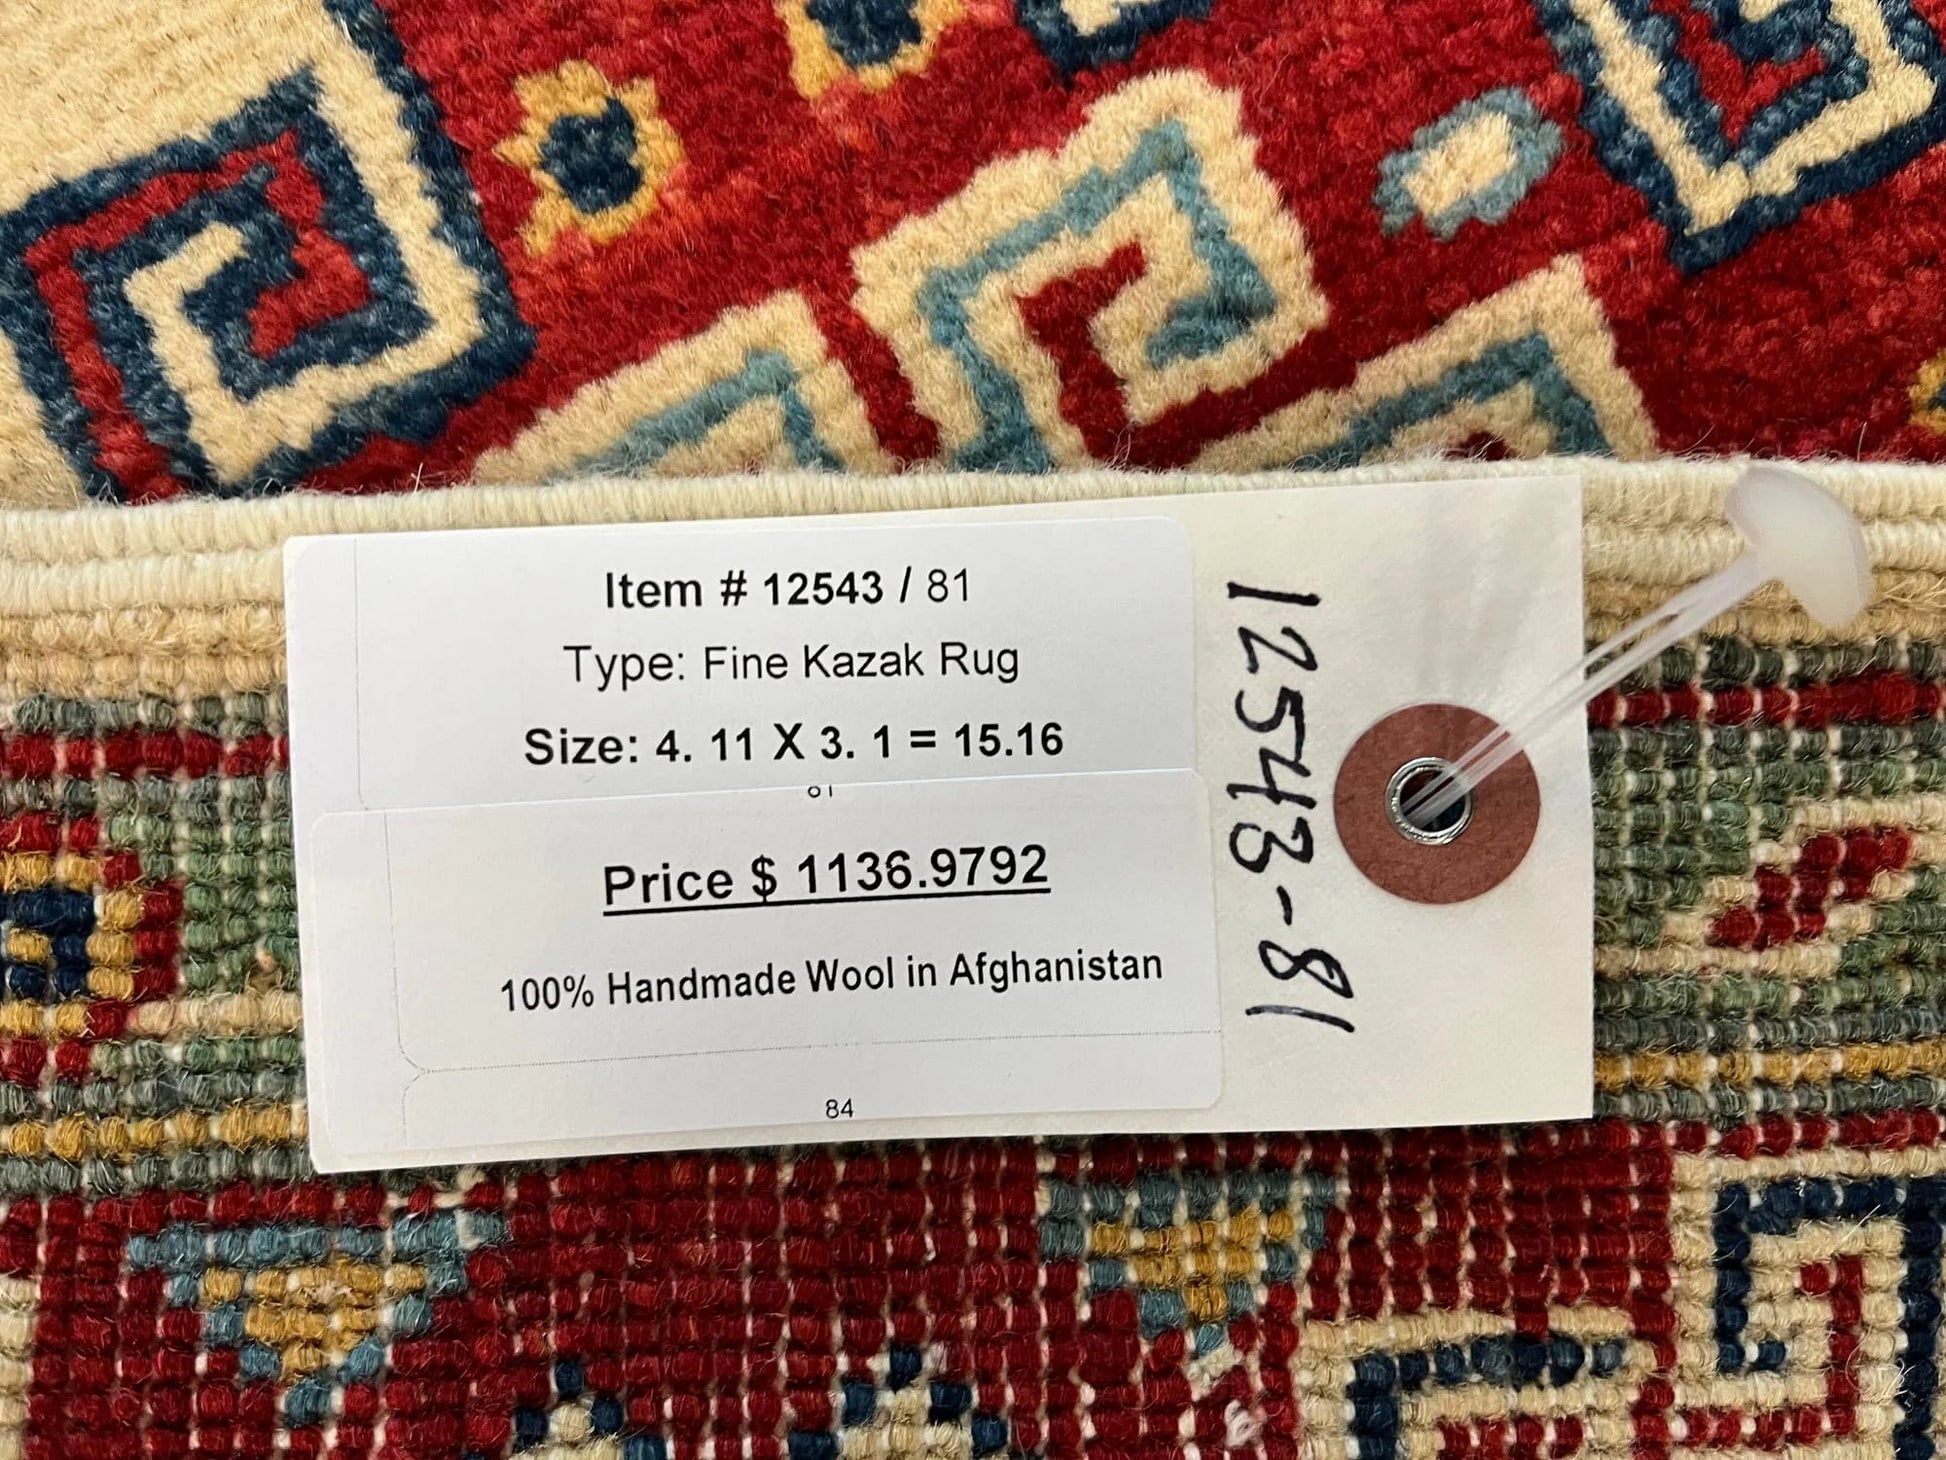 Item # 12543 / 81
Type: Fine Kazak Rug
Size: 4. 11 X 3. 1 = 15.16
Price $ 1136.9792
100% Handmade Wool in Afghanistan
84
12543-81